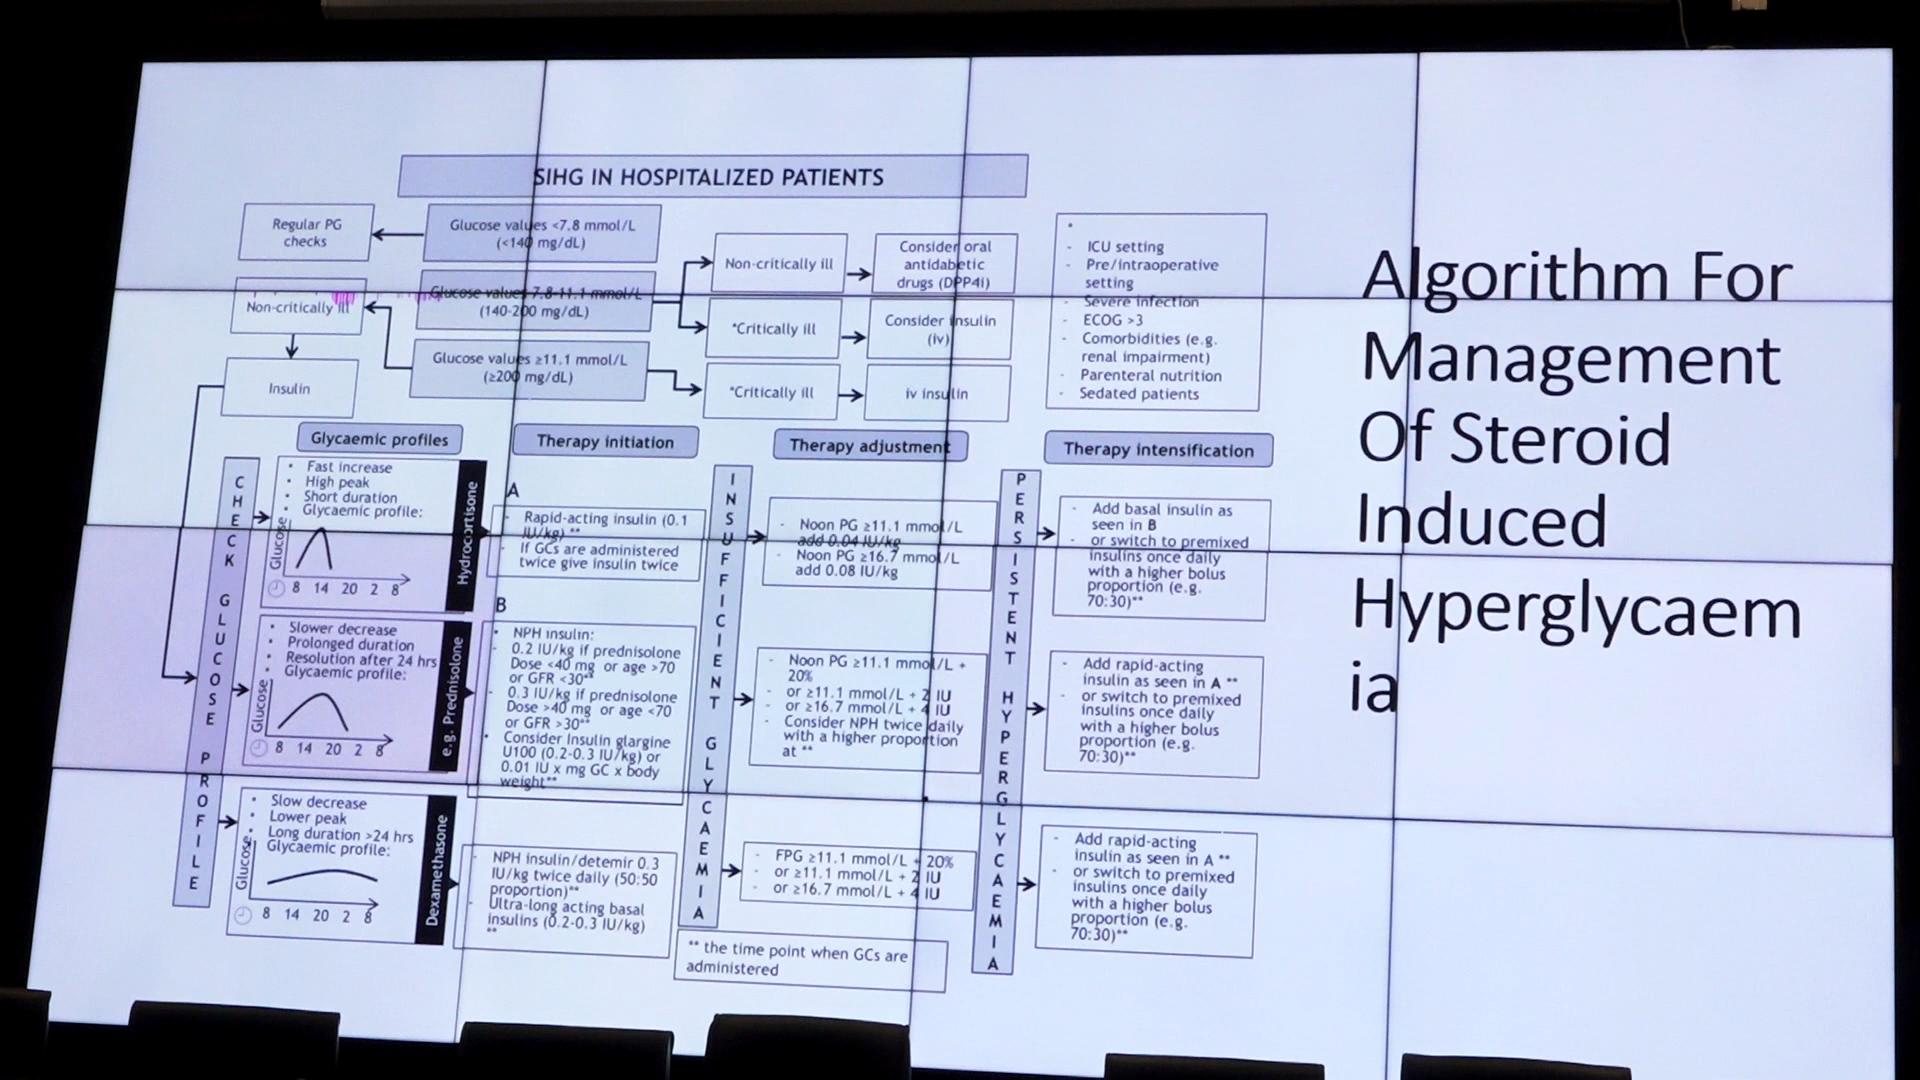 SIHG IN HOSPITALIZED PATIENTS
Regular PG
checks
Glucose values <7.8 mmol/L
(<140 mg/dL)
Non-critically ill
Consider oral
antidabetic
drugs (DPP4i)
Glucose values 7.8-11.1 mmol/L
(140-200 mg/dL)
Non-critically ill
*Critically ill
Consider insulin
(iv)
Glucose values ≥11.1 mmol/L
(≥200 mg/dL)
Insulin
*Critically ill
iv insulin
- ICU setting
- Pre/intraoperative
setting
- Severe infection
- ECOG >3
- Comorbidities (e.g.
renal impairment)
- Parenteral nutrition
- Sedated patients
Algorithm For
Management
Of Steroid
Induced
Hyperglycaem
ia
Glycaemic profiles
Therapy initiation
Therapy adjustment
Therapy intensification
CHECK GLUCOSE PROFILE
• Fast increase
• High peak
• Short duration
• Glycaemic profile:
Glucose
8 14 20 2 8
Hydrocortisone
A
- Rapid-acting insulin (0.1
IU/kg) **
- If GCs are administered
twice give insulin twice
INSUFFICIENT GLYCAEMIA
- Noon PG ≥11.1 mmol/L
add 0.04 IU/kg
- Noon PG ≥16.7 mmol/L
add 0.08 IU/kg
PERSISTENT HYPERGLYCAEMIA
- Add basal insulin as
seen in B
- or switch to premixed
insulins once daily
with a higher bolus
proportion (e.g.
70:30)**
• Slower decrease
• Prolonged duration
• Resolution after 24 hrs
• Glycaemic profile:
Glucose
8 14 20 2 8
e.g. Prednisolone
B
• NPH insulin:
- 0.2 IU/kg if prednisolone
Dose <40 mg or age >70
or GFR <30**
- 0.3 IU/kg if prednisolone
Dose >40 mg or age <70
or GFR >30**
• Consider Insulin glargine
U100 (0.2-0.3 IU/kg) or
0.01 IU x mg GC x body
weight**
- Noon PG ≥11.1 mmol/L +
20%
- or ≥11.1 mmol/L + 2 IU
- or ≥16.7 mmol/L + 4 IU
- Consider NPH twice daily
with a higher proportion
at **
- Add rapid-acting
insulin as seen in A **
- or switch to premixed
insulins once daily
with a higher bolus
proportion (e.g.
70:30)**
• Slow decrease
• Lower peak
• Long duration >24 hrs
• Glycaemic profile:
Glucose
8 14 20 2 8
Dexamethasone
- NPH insulin/detemir 0.3
IU/kg twice daily (50:50
proportion)**
- Ultra-long acting basal
insulins (0.2-0.3 IU/kg)
**
- FPG ≥11.1 mmol/L + 20%
- or ≥11.1 mmol/L + 2 IU
- or ≥16.7 mmol/L + 4 IU
- Add rapid-acting
insulin as seen in A **
- or switch to premixed
insulins once daily
with a higher bolus
proportion (e.g.
70:30)**
** the time point when GCs are
administered